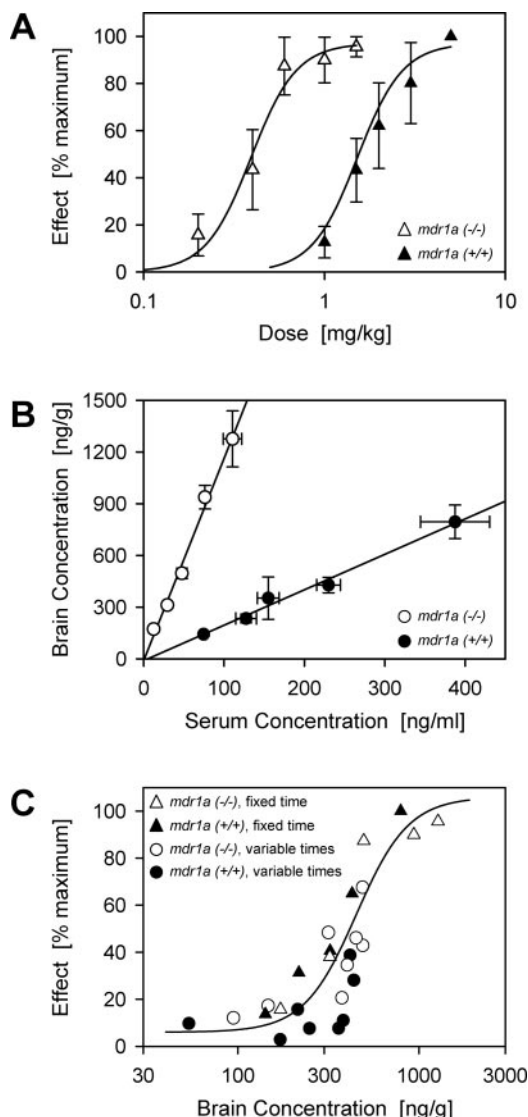 A
Effect [% maximum]
100
80
60
40
20
0
mdr1a (-/-)
mdr1a (+/+)
0.1
1
10
Dose [mg/kg]
B
Brain Concentration [ng/g]
1500
1200
900
600
300
0
mdr1a (-/-)
mdr1a (+/+)
0
100
200
300
400
Serum Concentration [ng/ml]
C
Effect [% maximum]
100
80
60
40
20
0
mdr1a (-/-), fixed time
mdr1a (+/+), fixed time
mdr1a (-/-), variable times
mdr1a (+/+), variable times
30
100
300
1000
3000
Brain Concentration [ng/g]